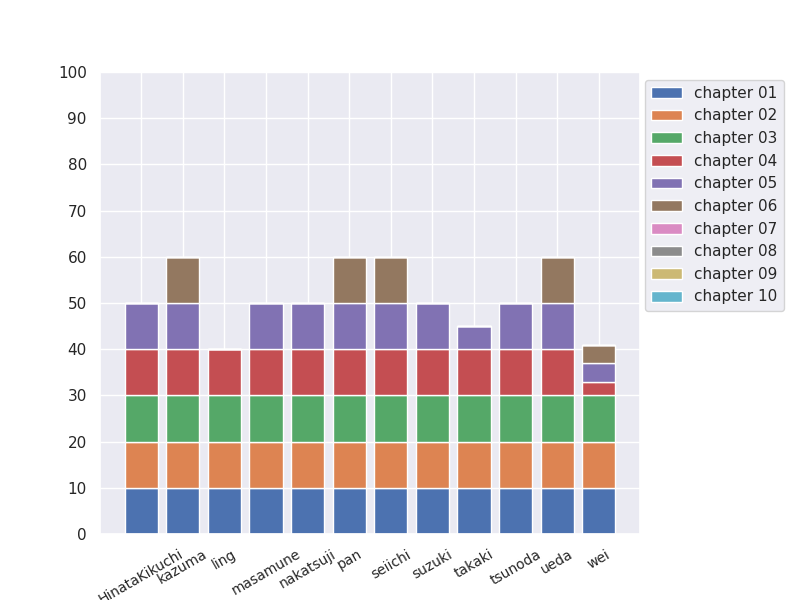 100
90
80
70
60
50
40
30
20
10
0
HinataKikuchi
kazuma
ling
masamune
nakatsuji
pan
seiichi
suzuki
takaki
tsunoda
ueda
wei
chapter 01
chapter 02
chapter 03
chapter 04
chapter 05
chapter 06
chapter 07
chapter 08
chapter 09
chapter 10